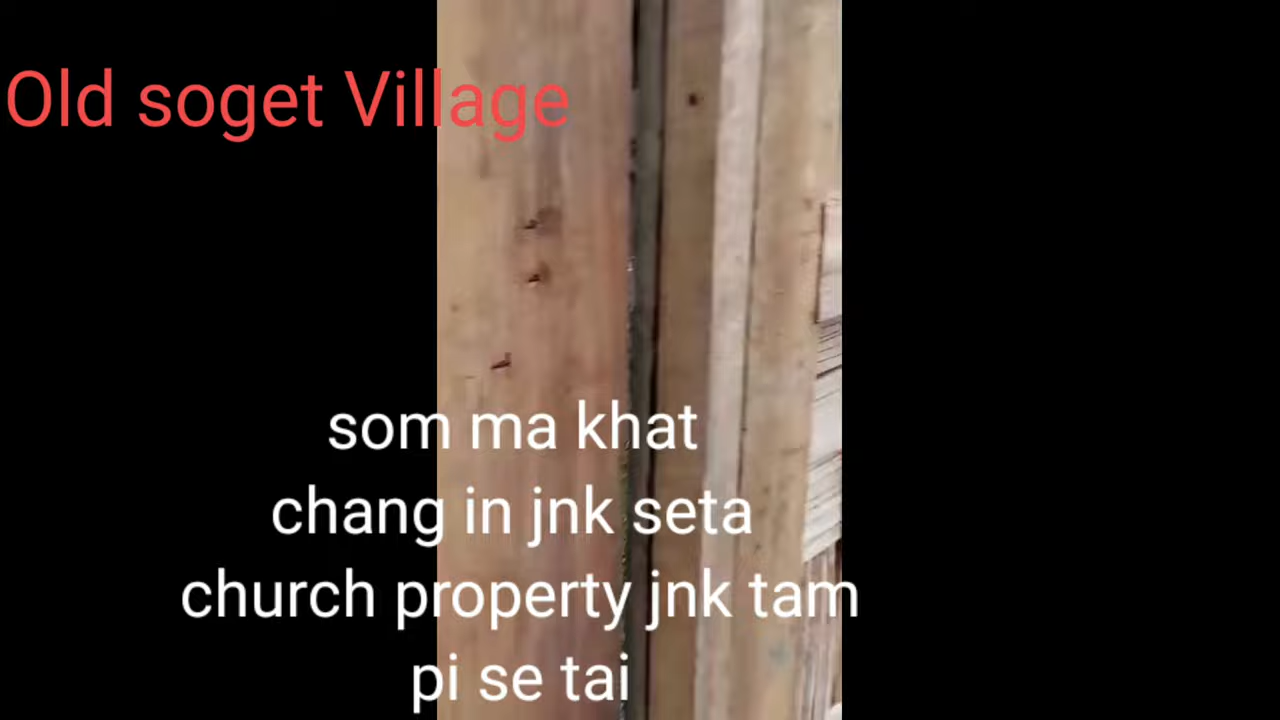 Old soget Village
som ma khat
chang in jnk seta
church property jnk tam
pi se tai